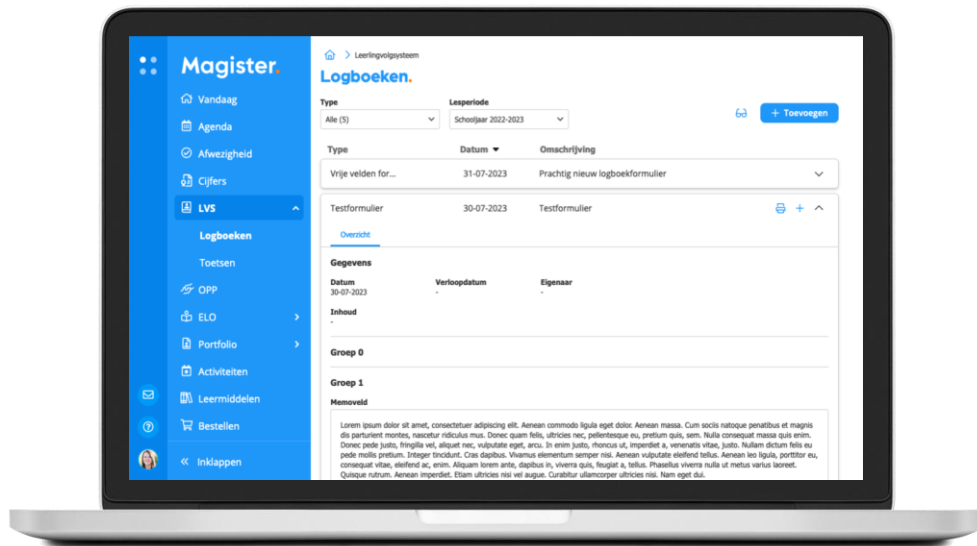 Magister.
Vandaag
Agenda
Afwezigheid
Cijfers
LVS
Logboeken
Toetsen
OPP
ELO
Portfolio
Activiteiten
Leermiddelen
Bestellen
Inklappen
Leerlingvolgsysteem
Logboeken.
Type Lesperiode
Alle (5) Schooljaar 2022-2023
+ Toevoegen
Type Datum Omschrijving
Vrije velden for... 31-07-2023 Prachtig nieuw logboekformulier
Testformulier 30-07-2023 Testformulier
Overzicht
Gegevens
Datum Verloopdatum Eigenaar
30-07-2023 - -
Inhoud
-
Groep 0
Groep 1
Memoveld
Lorem ipsum dolor sit amet, consectetuer adipiscing elit. Aenean commodo ligula eget dolor. Aenean massa. Cum sociis natoque penatibus et magnis
dis parturient montes, nascetur ridiculus mus. Donec quam felis, ultricies nec, pellentesque eu, pretium quis, sem. Nulla consequat massa quis enim.
Donec pede justo, fringilla vel, aliquet nec, vulputate eget, arcu. In enim justo, rhoncus ut, imperdiet a, venenatis vitae, justo. Nullam dictum felis eu
pede mollis pretium. Integer tincidunt. Cras dapibus. Vivamus elementum semper nisi. Aenean vulputate eleifend tellus. Aenean leo ligula, porttitor eu,
consequat vitae, eleifend ac, enim. Aliquam lorem ante, dapibus in, viverra quis, feugiat a, tellus. Phasellus viverra nulla ut metus varius laoreet.
Quisque rutrum. Aenean imperdiet. Etiam ultricies nisi vel augue. Curabitur ullamcorper ultricies nisi. Nam eget dui.